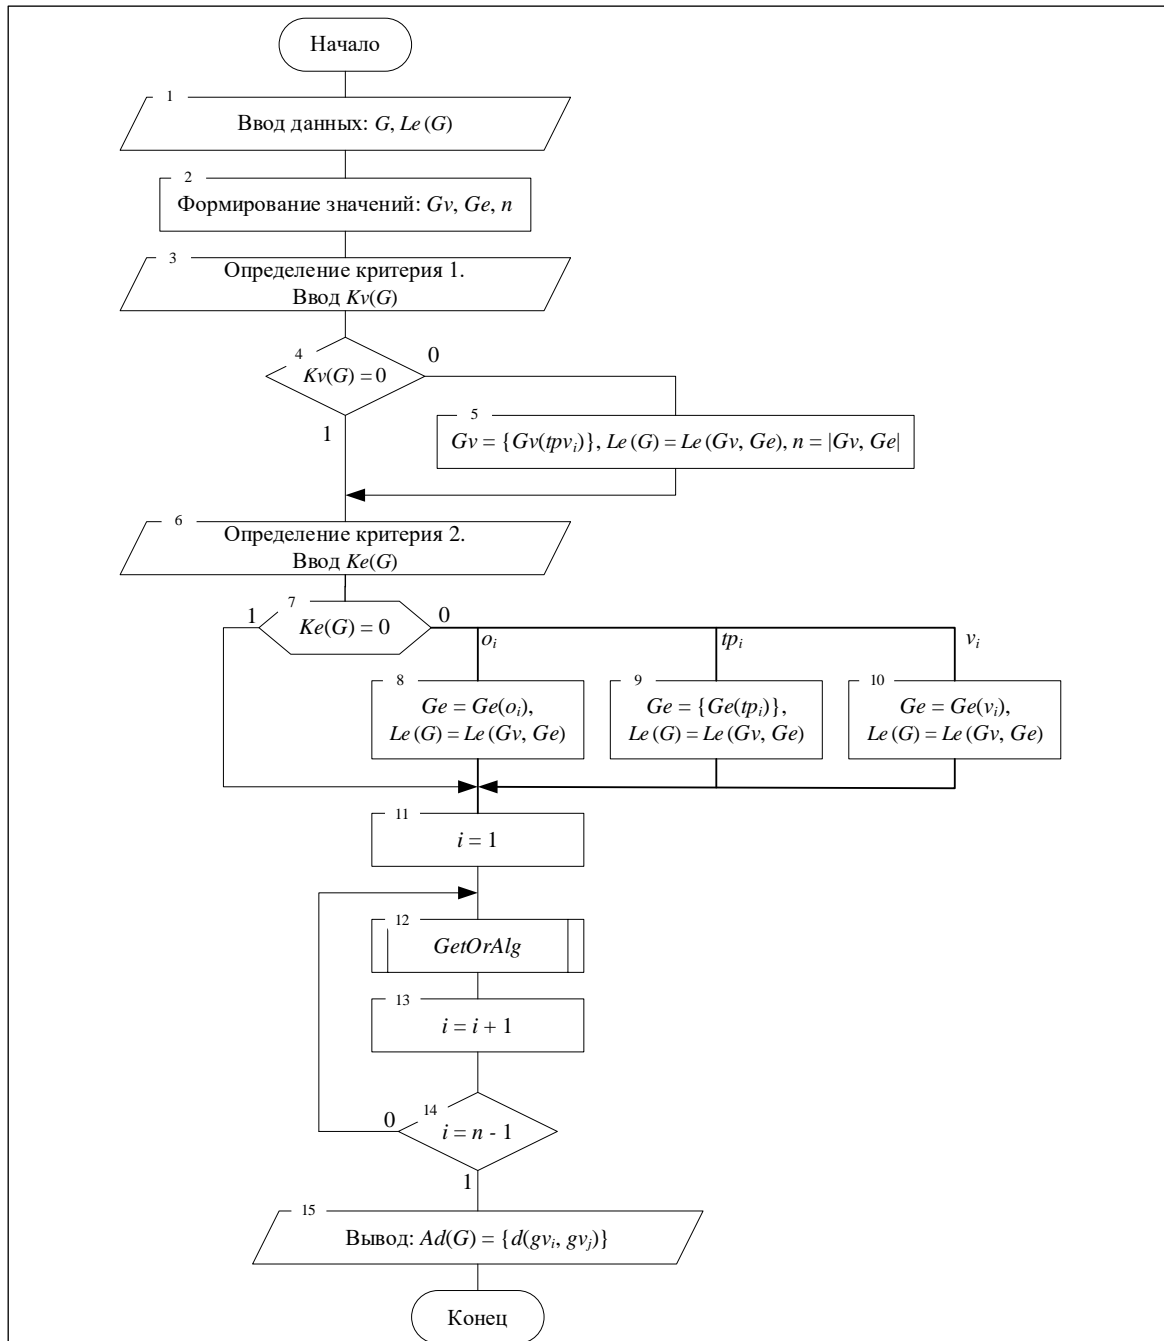 Начало
1
Ввод данных: G, Le(G)
2
Формирование значений: Gv, Ge, n
3
Определение критерия 1.
Ввод Kv(G)
4
0
Kv(G) = 0
1
5
Gv = {Gv(tpvᵢ)}, Le(G) = Le(Gv, Ge), n = |Gv, Ge|
6
Определение критерия 2.
Ввод Ke(G)
7
1
0
Ke(G) = 0
oᵢ
tpᵢ
vᵢ
8
Ge = Ge(oᵢ),
Le(G) = Le(Gv, Ge)
9
Ge = {Ge(tpᵢ)},
Le(G) = Le(Gv, Ge)
10
Ge = Ge(vᵢ),
Le(G) = Le(Gv, Ge)
11
i = 1
12
GetOrAlg
13
i = i + 1
14
0
i = n - 1
1
15
Вывод: Ad(G) = {d(gvᵢ, gvⱼ)}
Конец